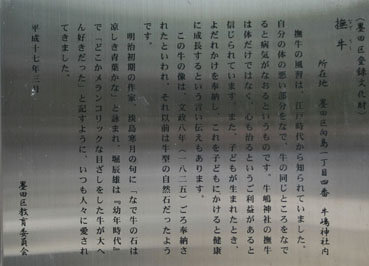 （墨田区登録文化財）
撫牛
所在地　墨田区向島一丁目四番　牛嶋神社内
撫牛の風習は、江戸時代から知られていました。
自分の体の悪い部分をなで、牛の同じところをなで
ると病気がなおるというものです。牛嶋神社の撫牛
は体だけではなく、心も治るというご利益があると
信じられています。また、子どもが生まれたとき、
よだれかけを奉納し、これを子どもにかけると健康
に成長するという言い伝えもあります。
この牛の像は、文政八年（一八二五）ごろ奉納さ
れたといわれ、それ以前は牛型の自然石だったよう
です。
明治初期の作家、淡島寒月の句に「なで牛の石は
涼しき青葉かな」と詠まれ、堀辰雄は『幼年時代』
で「どこかメランコリックな目ざしをした牛が大へ
ん好きだった」と記すように、いつも人々に愛され
てきました。
平成十七年三月
墨田区教育委員会